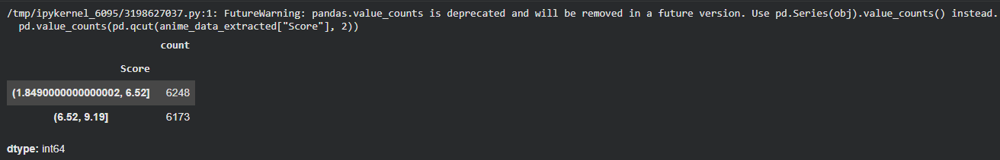 /tmp/ipykernel_6095/3198627037.py:1: FutureWarning: pandas.value_counts is deprecated and will be removed in a future version. Use pd.Series(obj).value_counts() instead.
pd.value_counts(pd.qcut(anime_data_extracted["Score"], 2))
count
Score
(1.8490000000000002, 6.52] 6248
(6.52, 9.19] 6173
dtype: int64